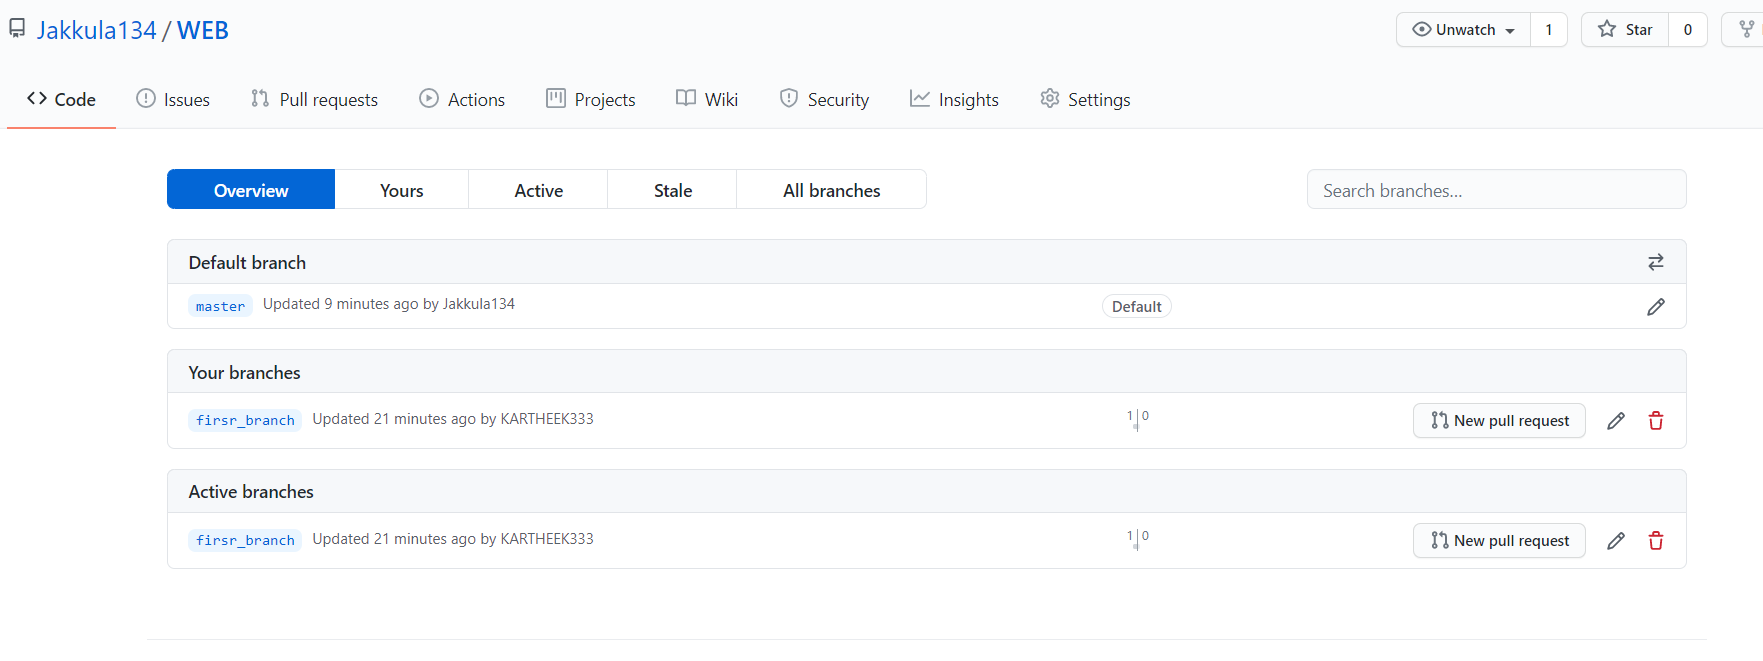 Jakkula134 / WEB
Unwatch 1 Star 0
Code Issues Pull requests Actions Projects Wiki Security Insights Settings
Overview Yours Active Stale All branches Search branches...
Default branch
master Updated 9 minutes ago by Jakkula134 Default
Your branches
firsr_branch Updated 21 minutes ago by KARTHEEK333 1 0 New pull request
Active branches
firsr_branch Updated 21 minutes ago by KARTHEEK333 1 0 New pull request